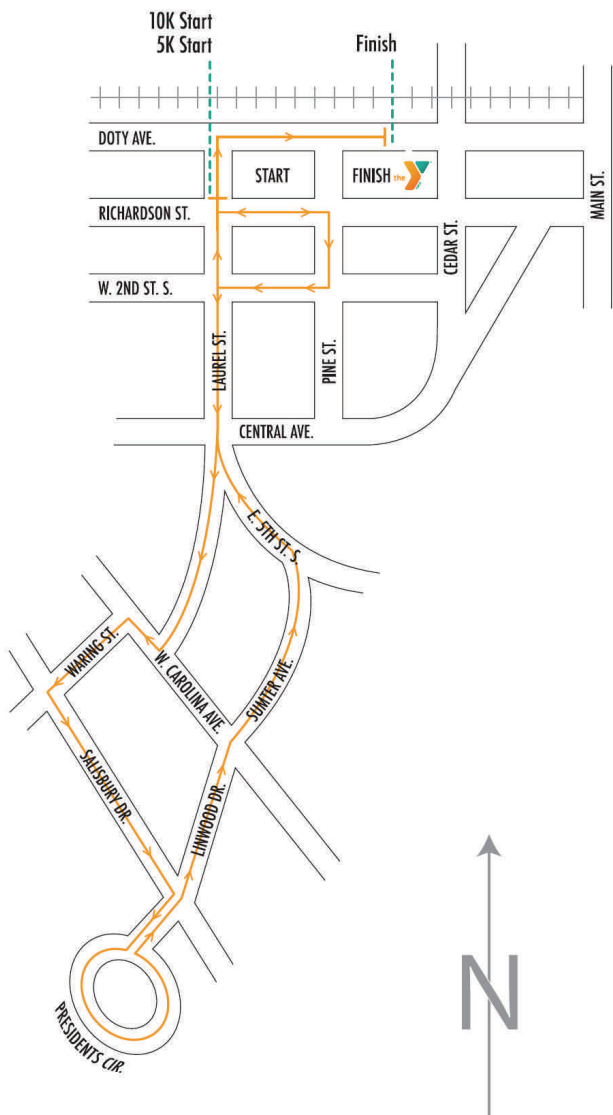 10K Start
5K Start
Finish
DOTY AVE.
START
FINISH the Y
RICHARDSON ST.
MAIN ST.
CEDAR ST.
W. 2ND ST. S.
LAUREL ST.
PINE ST.
CENTRAL AVE.
E. 5TH ST. S.
WARING ST.
W. CAROLINA AVE.
SUMTER AVE.
SALISBURY DR.
LINWOOD DR.
PRESIDENTS CIR.
N